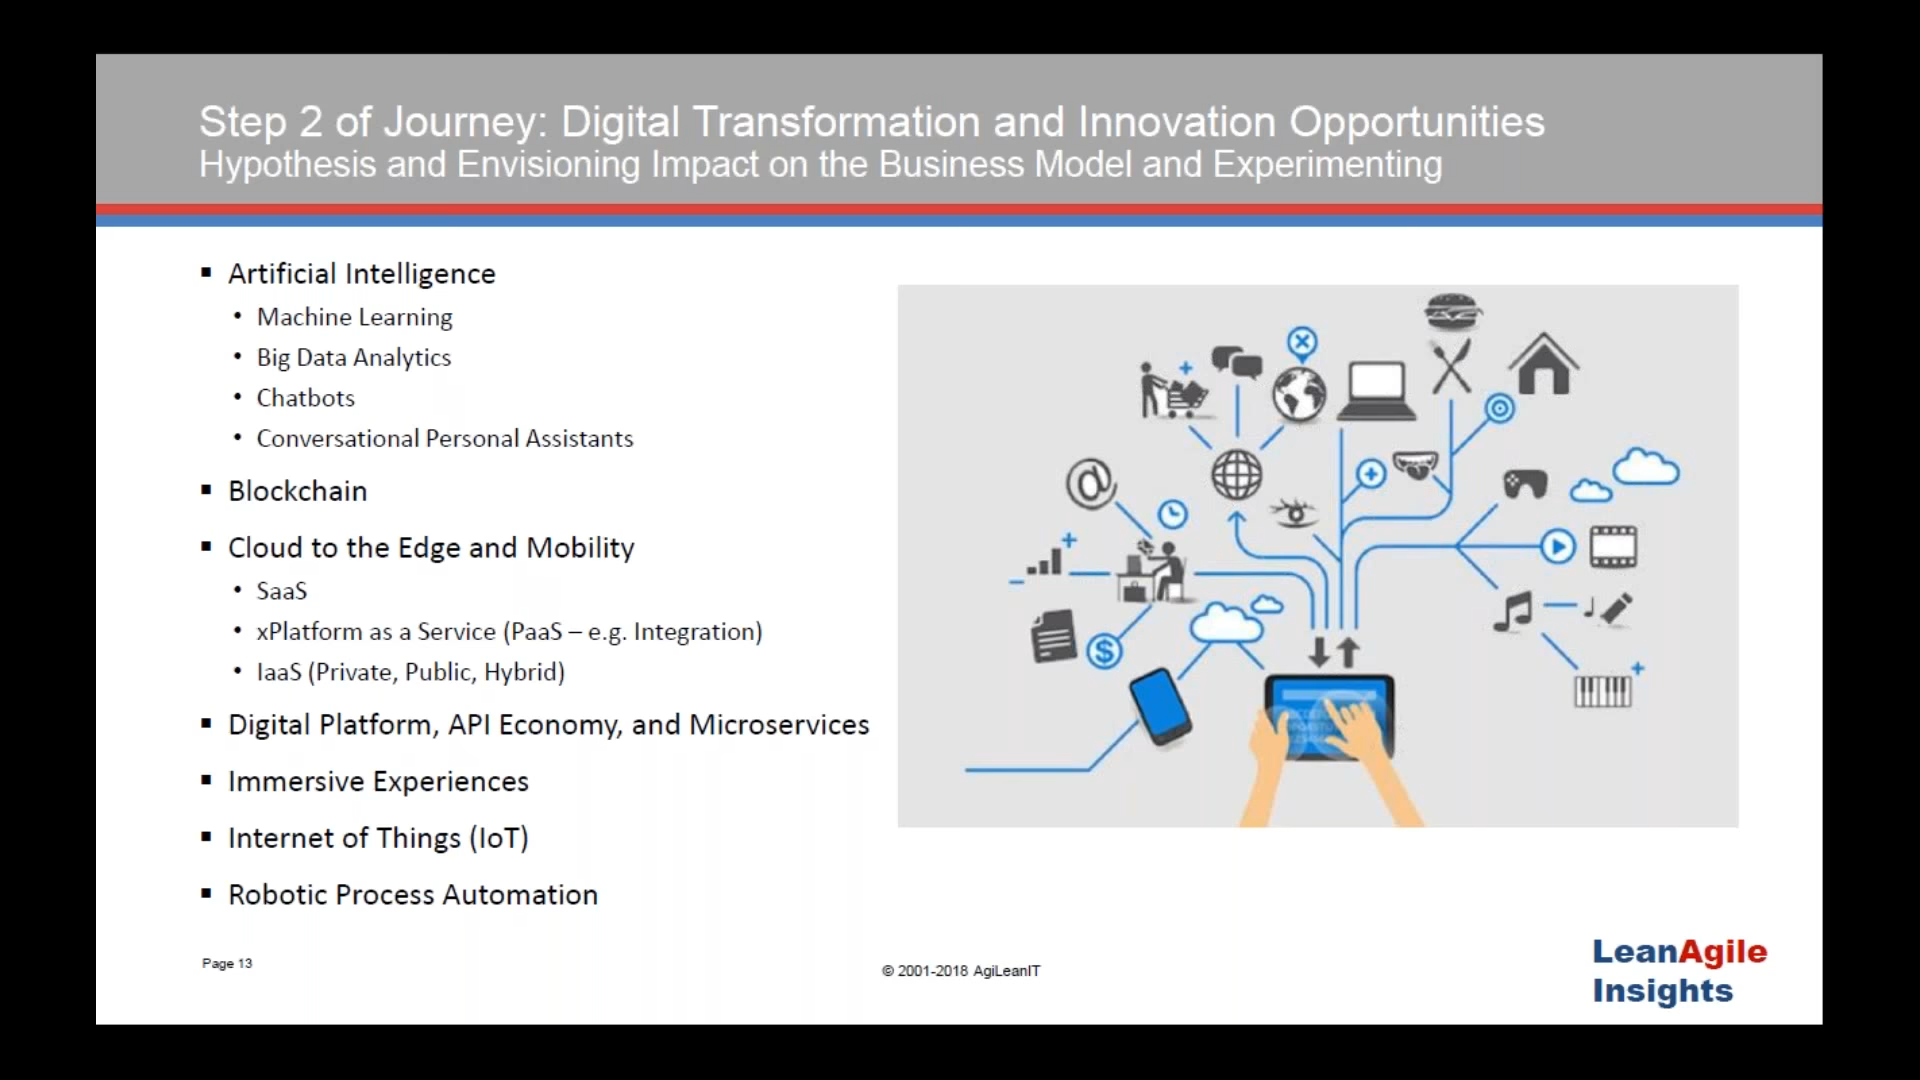 Step 2 of Journey: Digital Transformation and Innovation Opportunities
Hypothesis and Envisioning Impact on the Business Model and Experimenting
▪ Artificial Intelligence
• Machine Learning
• Big Data Analytics
• Chatbots
• Conversational Personal Assistants
▪ Blockchain
▪ Cloud to the Edge and Mobility
• SaaS
• xPlatform as a Service (PaaS – e.g. Integration)
• IaaS (Private, Public, Hybrid)
▪ Digital Platform, API Economy, and Microservices
▪ Immersive Experiences
▪ Internet of Things (IoT)
▪ Robotic Process Automation
Page 13
© 2001-2018 AgiLeanIT
LeanAgile
Insights